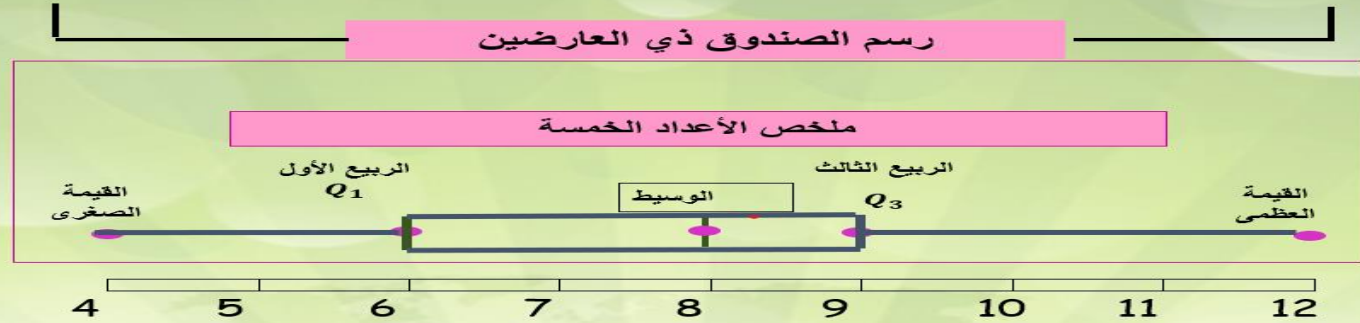 رسم الصندوق ذي العارضين
ملخص الأعداد الخمسة
القيمة الصغرى
الربيع الأول
Q1
الوسيط
الربيع الثالث
Q3
القيمة العظمى
4 5 6 7 8 9 10 11 12